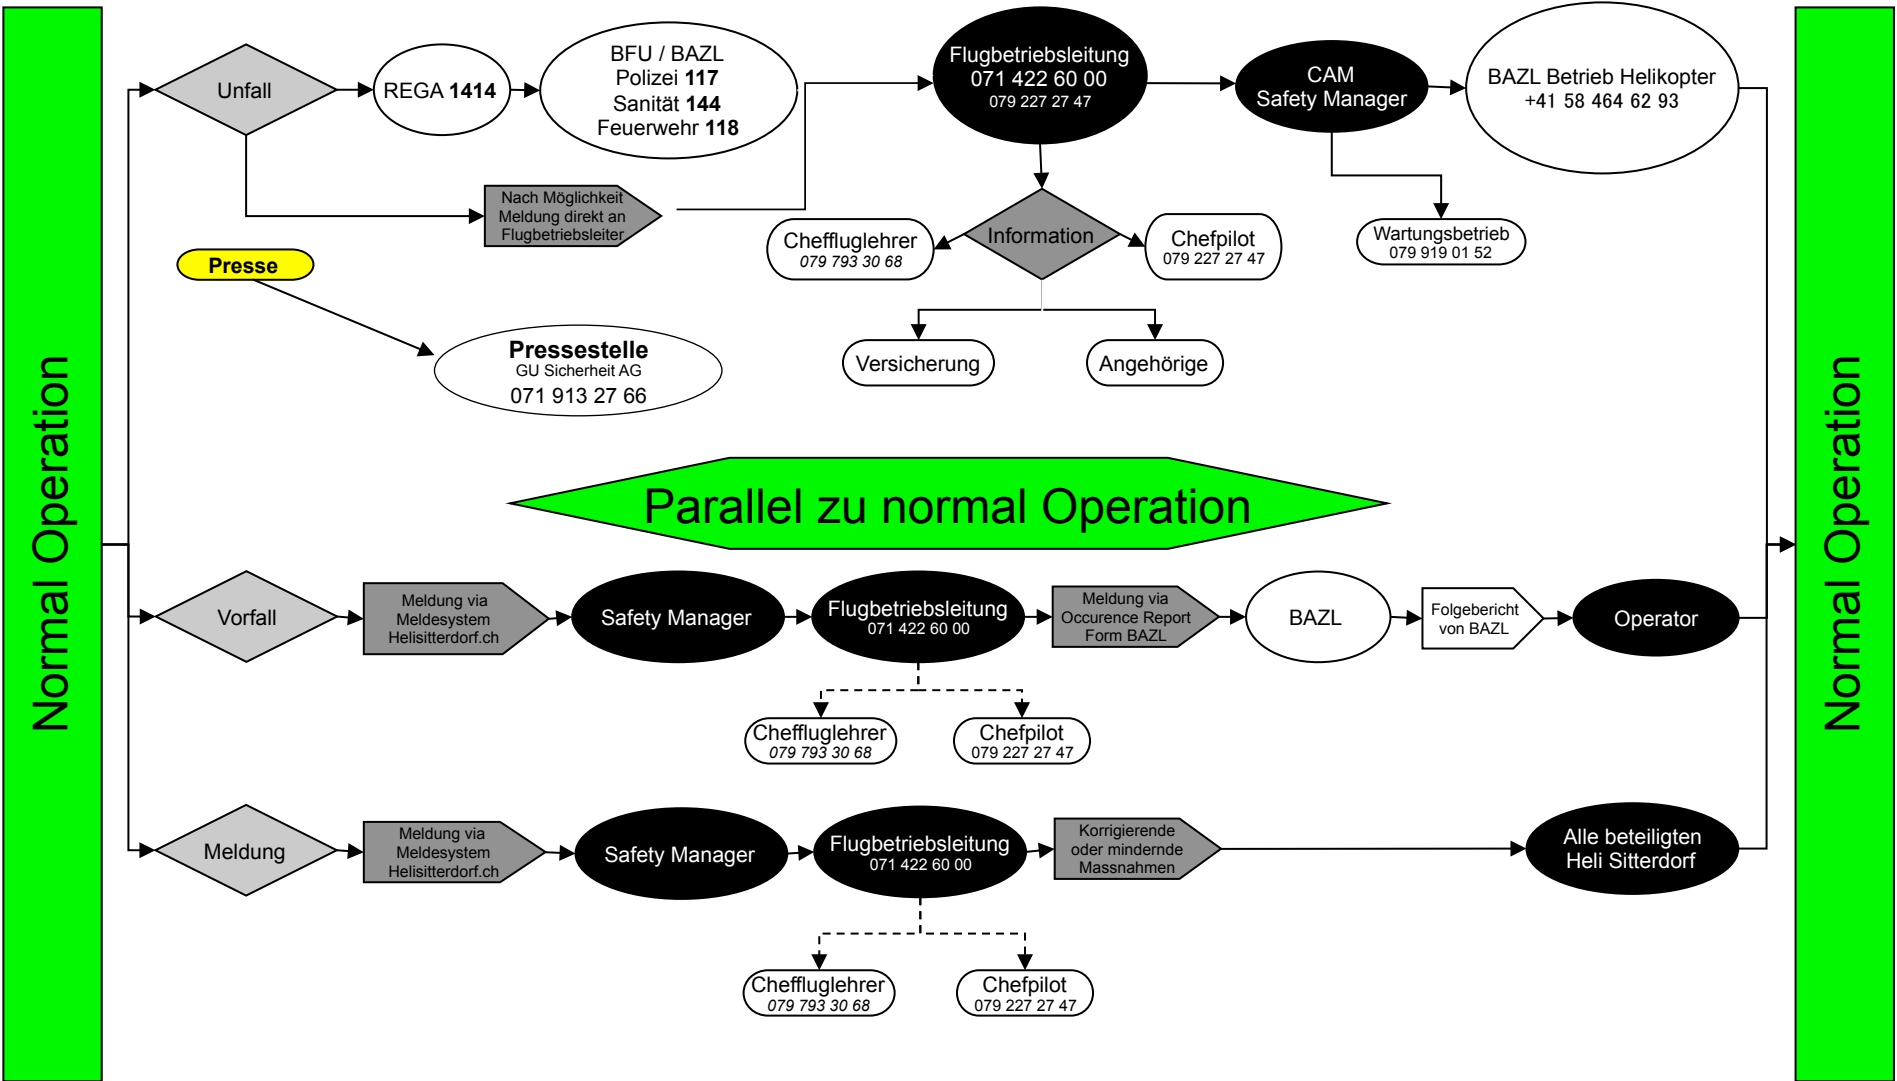 Normal Operation
Unfall
REGA 1414
BFU / BAZL
Polizei 117
Sanität 144
Feuerwehr 118
Nach Möglichkeit
Meldung direkt an
Flugbetriebsleiter
Flugbetriebsleitung
071 422 60 00
079 227 27 47
CAM
Safety Manager
BAZL Betrieb Helikopter
+41 58 464 62 93
Information
Cheffluglehrer
079 793 30 68
Chefpilot
079 227 27 47
Wartungsbetrieb
079 919 01 52
Versicherung
Angehörige
Presse
Pressestelle
GU Sicherheit AG
071 913 27 66
Parallel zu normal Operation
Vorfall
Meldung via
Meldesystem
Helisitterdorf.ch
Safety Manager
Flugbetriebsleitung
071 422 60 00
Meldung via
Occurence Report
Form BAZL
BAZL
Folgebericht
von BAZL
Operator
Cheffluglehrer
079 793 30 68
Chefpilot
079 227 27 47
Meldung
Meldung via
Meldesystem
Helisitterdorf.ch
Safety Manager
Flugbetriebsleitung
071 422 60 00
Korrigierende
oder mindernde
Massnahmen
Alle beteiligten
Heli Sitterdorf
Cheffluglehrer
079 793 30 68
Chefpilot
079 227 27 47
Normal Operation